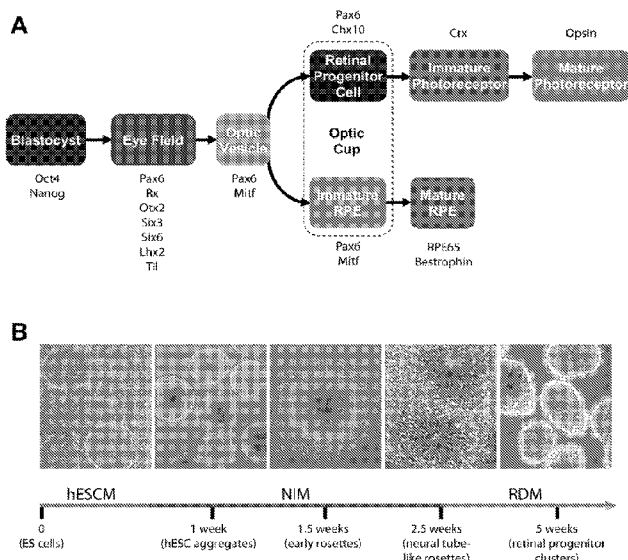 A
Pax6
Chx10
Crx
Opsin
Retinal
Progenitor
Cell
Immature
Photoreceptor
Mature
Photoreceptor
Blastocyst
Eye Field
Optic
Vesicle
Optic
Cup
Oct4
Nanog
Pax6
Rx
Otx2
Six3
Six6
Lhx2
Tll
Pax6
Mitf
Immature
RPE
Mature
RPE
Pax6
Mitf
RPE65
Bestrophin
B
hESCM
NIM
RDM
0
(ES cells)
1 week
(hESC aggregates)
1.5 weeks
(early rosettes)
2.5 weeks
(neural tube-
like rosettes)
5 weeks
(retinal progenitor
clusters)